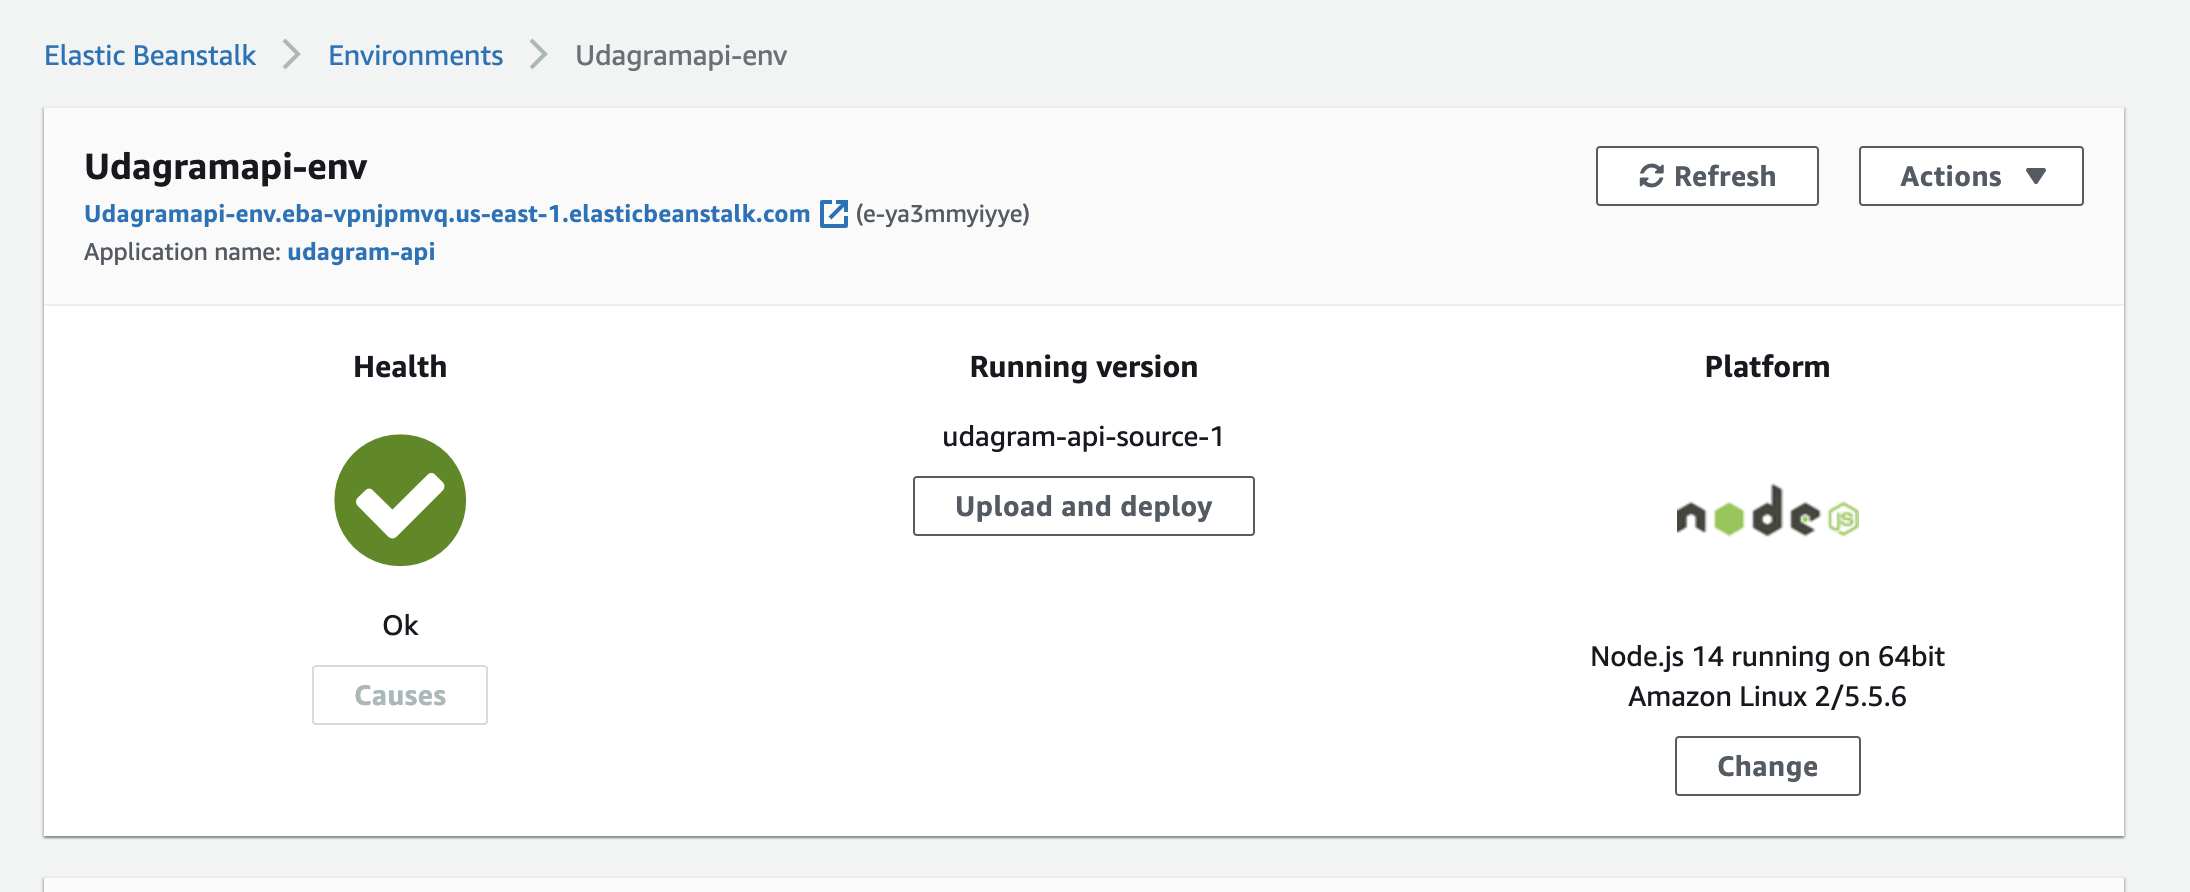 Elastic Beanstalk > Environments > Udagramapi-env
Udagramapi-env
Refresh
Actions ▼
Udagramapi-env.eba-vpnjpmvq.us-east-1.elasticbeanstalk.com (e-ya3mmyiyye)
Application name: udagram-api
Health
Running version
Platform
udagram-api-source-1
Upload and deploy
node JS
Ok
Causes
Node.js 14 running on 64bit
Amazon Linux 2/5.5.6
Change